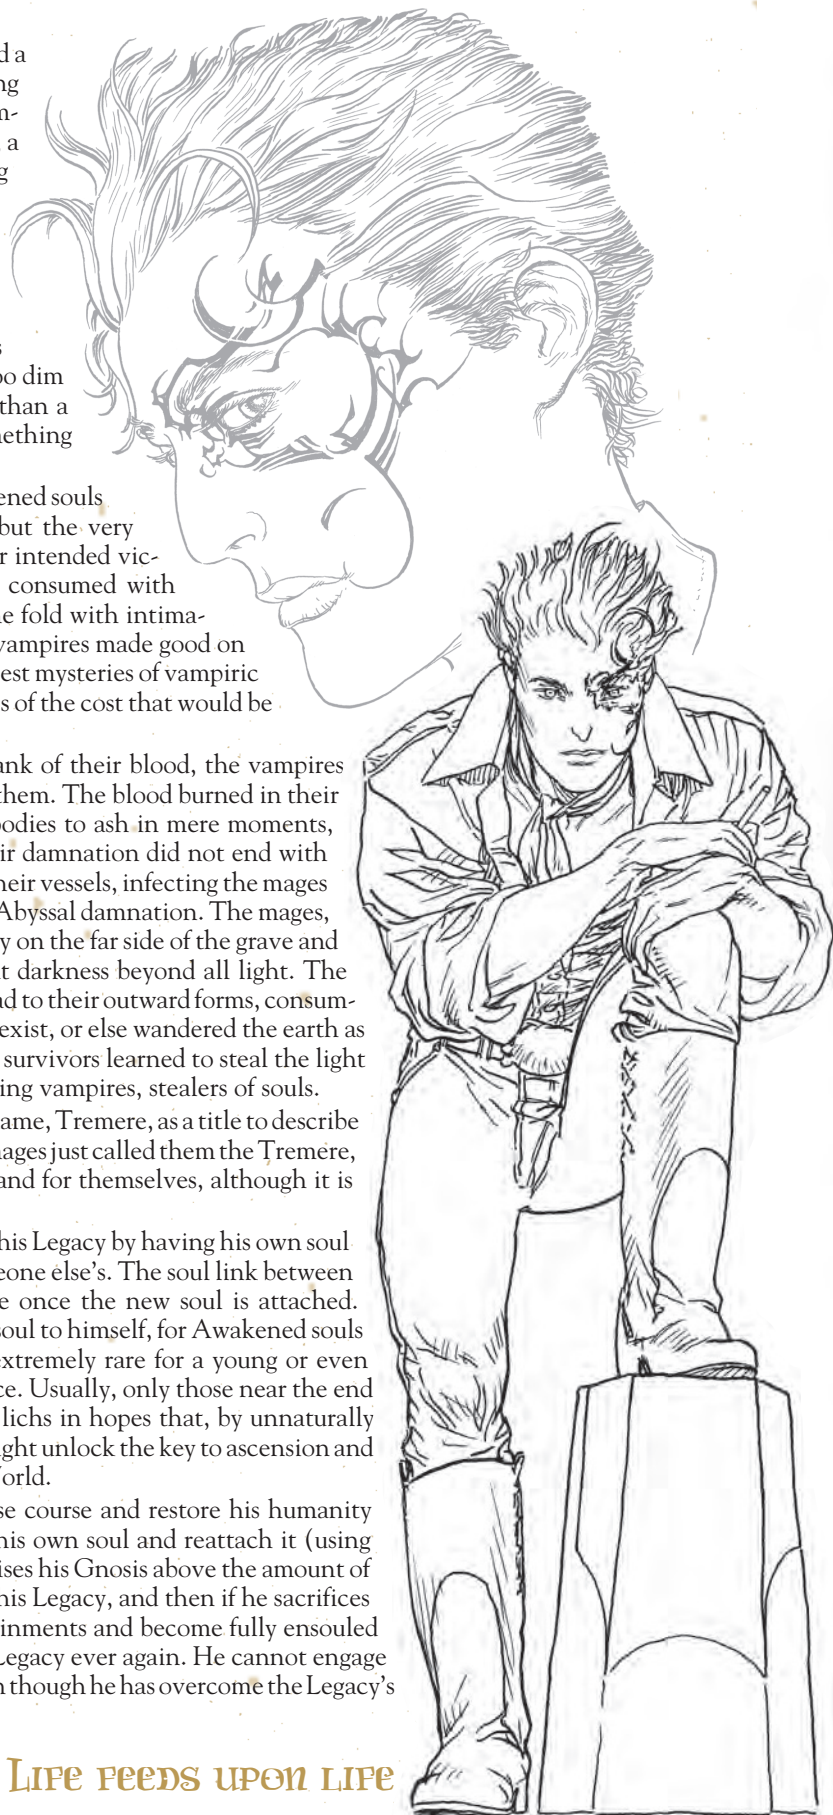 d a
ng
m-
a
g
s
oo dim
than a
mething
ened souls
but the very
r intended vic-
consumed with
he fold with intima-
vampires made good on
est mysteries of vampiric
s of the cost that would be
ank of their blood, the vampires
them. The blood burned in their
bodies to ash in mere moments,
eir damnation did not end with
heir vessels, infecting the mages
Abyssal damnation. The mages,
y on the far side of the grave and
t darkness beyond all light. The
ad to their outward forms, consum-
exist, or else wandered the earth as
survivors learned to steal the light
ing vampires, stealers of souls.
ame, Tremere, as a title to describe
nages just called them the Tremere,
and for themselves, although it is
his Legacy by having his own soul
eone else's. The soul link between
e once the new soul is attached.
soul to himself, for Awakened souls
extremely rare for a young or even
ce. Usually, only those near the end
lichs in hopes that, by unnaturally
ight unlock the key to ascension and
World.
se course and restore his humanity
his own soul and reattach it (using
ises his Gnosis above the amount of
his Legacy, and then if he sacrifices
inments and become fully ensouled
Legacy ever again. He cannot engage
n though he has overcome the Legacy's
Life feeds upon life